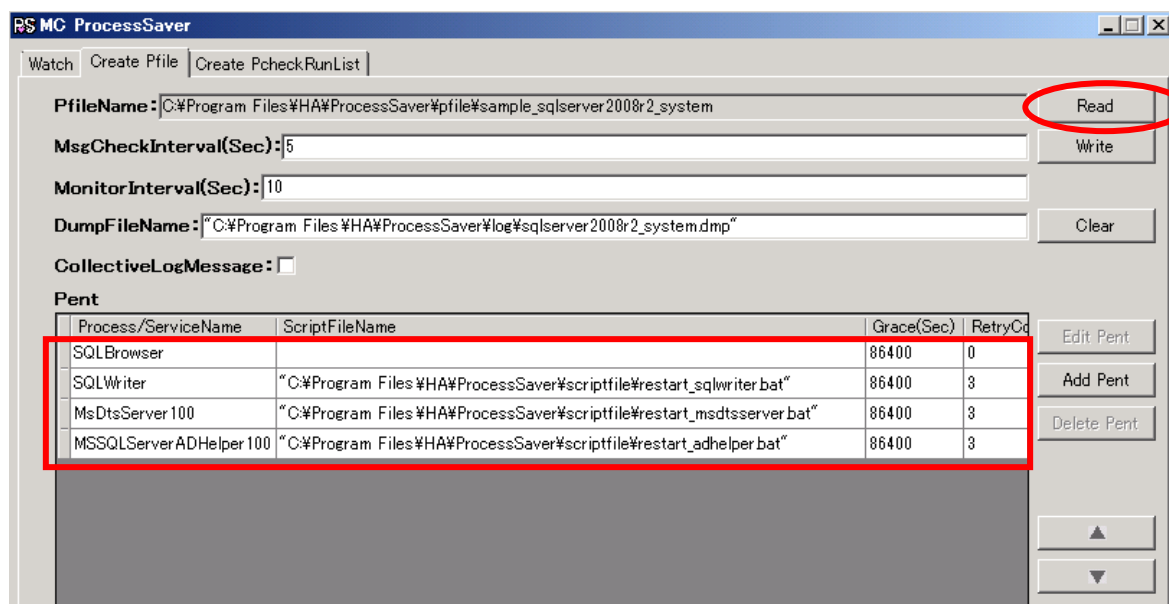 RS MC ProcessSaver
Watch Create Pfile Create PcheckRunList
PfileName: C:¥Program Files¥HA¥ProcessSaver¥pfile¥sample_sqlserver2008r2_system Read
MsgCheckInterval(Sec): 5 Write
MonitorInterval(Sec): 10
DumpFileName: "C:¥Program Files¥HA¥ProcessSaver¥log¥sqlserver2008r2_system.dmp" Clear
CollectiveLogMessage:
Pent
Process/ServiceName ScriptFileName Grace(Sec) RetryCo
Edit Pent
SQLBrowser 86400 0
SQLWriter "C:¥Program Files¥HA¥ProcessSaver¥scriptfile¥restart_sqlwriter.bat" 86400 3 Add Pent
MsDtsServer100 "C:¥Program Files¥HA¥ProcessSaver¥scriptfile¥restart_msdtsserver.bat" 86400 3
Delete Pent
MSSQLServerADHelper100 "C:¥Program Files¥HA¥ProcessSaver¥scriptfile¥restart_adhelper.bat" 86400 3